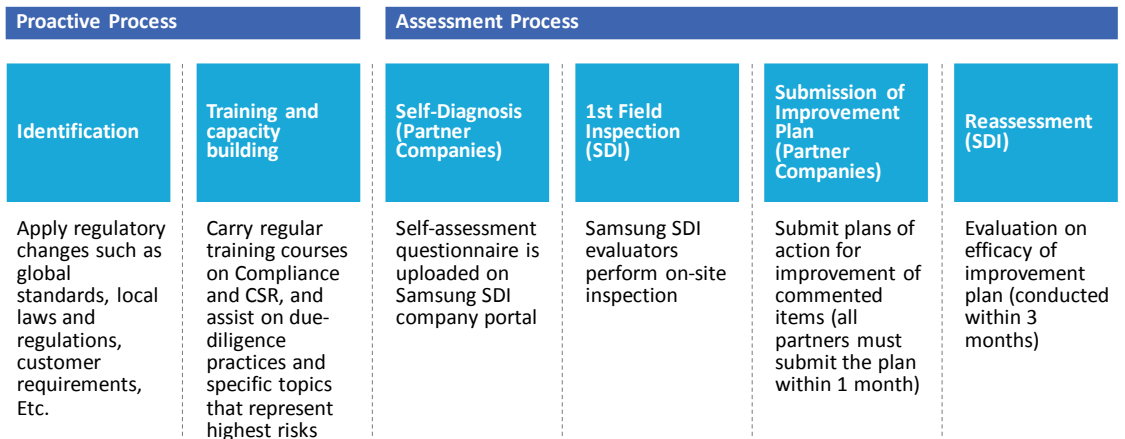 Proactive Process
Assessment Process
Identification
Training and
capacity
building
Self-Diagnosis
(Partner
Companies)
1st Field
Inspection
(SDI)
Submission of
Improvement
Plan
(Partner
Companies)
Reassessment
(SDI)
Apply regulatory
changes such as
global
standards, local
laws and
regulations,
customer
requirements,
Etc.
Carry regular
training courses
on Compliance
and CSR, and
assist on due-
diligence
practices and
specific topics
that represent
highest risks
Self-assessment
questionnaire is
uploaded on
Samsung SDI
company portal
Samsung SDI
evaluators
perform on-site
inspection
Submit plans of
action for
improvement of
commented
items (all
partners must
submit the plan
within 1 month)
Evaluation on
efficacy of
improvement
plan (conducted
within 3
months)